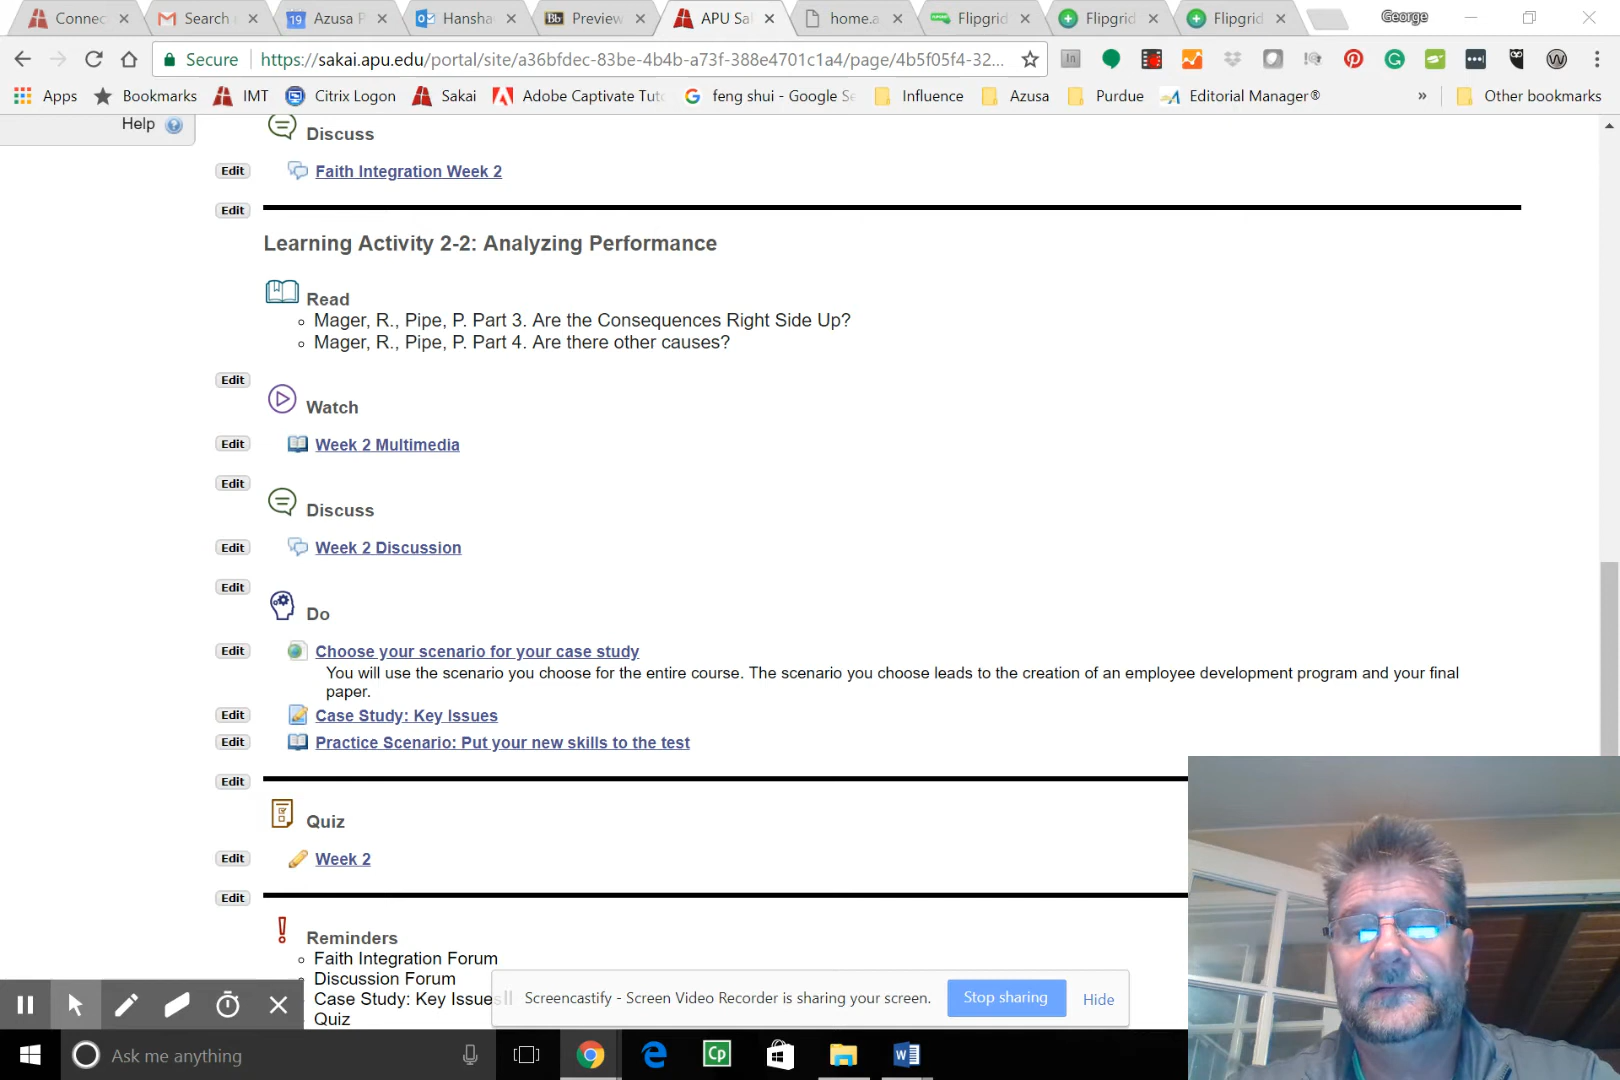 Connec
Search
Azusa P
Hansha
Preview
APU Sa
home.a
Flipgrid
Flipgrid
Flipgrid
George
Secure
https://sakai.apu.edu/portal/site/a36bfdec-83be-4b4b-a73f-388e4701c1a4/page/4b5f05f4-32...
Apps
Bookmarks
IMT
Citrix Logon
Sakai
Adobe Captivate Tuto
feng shui - Google Se
Influence
Azusa
Purdue
Editorial Manager®
»
Other bookmarks
Help
Discuss
Edit Faith Integration Week 2
Edit
Learning Activity 2-2: Analyzing Performance
Read
Mager, R., Pipe, P. Part 3. Are the Consequences Right Side Up?
Mager, R., Pipe, P. Part 4. Are there other causes?
Edit
Watch
Edit Week 2 Multimedia
Edit
Discuss
Edit Week 2 Discussion
Edit
Do
Edit Choose your scenario for your case study
You will use the scenario you choose for the entire course. The scenario you choose leads to the creation of an employee development program and your final
paper.
Edit Case Study: Key Issues
Edit Practice Scenario: Put your new skills to the test
Edit
Quiz
Edit Week 2
Edit
Reminders
Faith Integration Forum
Discussion Forum
Case Study: Key Issues
Quiz
Screencastify - Screen Video Recorder is sharing your screen.
Stop sharing
Hide
Ask me anything